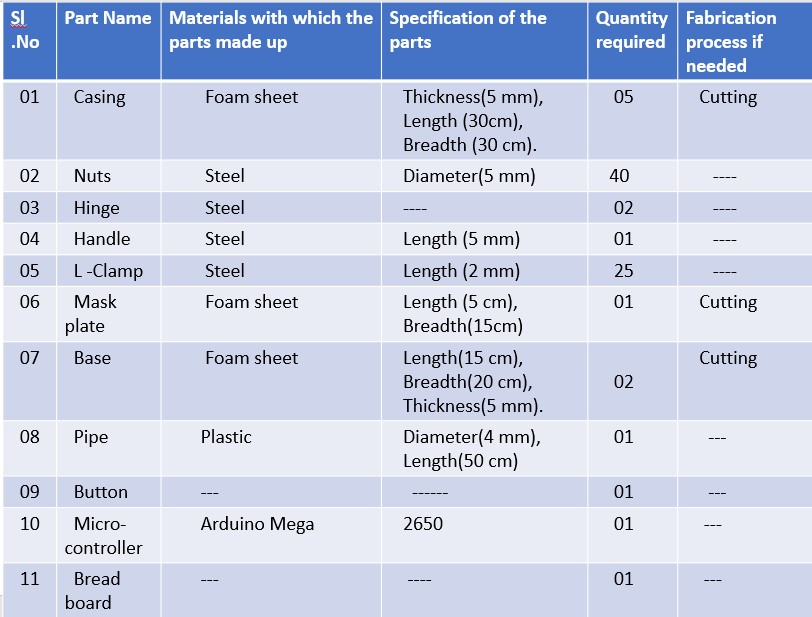 Sl .No | Part Name | Materials with which the parts made up | Specification of the parts | Quantity required | Fabrication process if needed
01 | Casing | Foam sheet | Thickness(5 mm), Length (30cm), Breadth (30 cm). | 05 | Cutting
02 | Nuts | Steel | Diameter(5 mm) | 40 | ----
03 | Hinge | Steel | ---- | 02 | ----
04 | Handle | Steel | Length (5 mm) | 01 | ----
05 | L -Clamp | Steel | Length (2 mm) | 25 | ----
06 | Mask plate | Foam sheet | Length (5 cm), Breadth(15cm) | 01 | Cutting
07 | Base | Foam sheet | Length(15 cm), Breadth(20 cm), Thickness(5 mm). | 02 | Cutting
08 | Pipe | Plastic | Diameter(4 mm), Length(50 cm) | 01 | ---
09 | Button | --- | ------ | 01 | ---
10 | Micro-controller | Arduino Mega | 2650 | 01 | ---
11 | Bread board | --- | ---- | 01 | ---